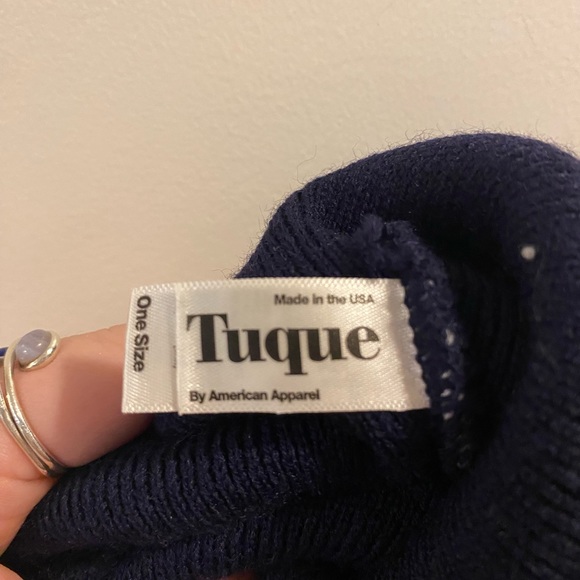 One Size
Made in the USA
Tuque
By American Apparel